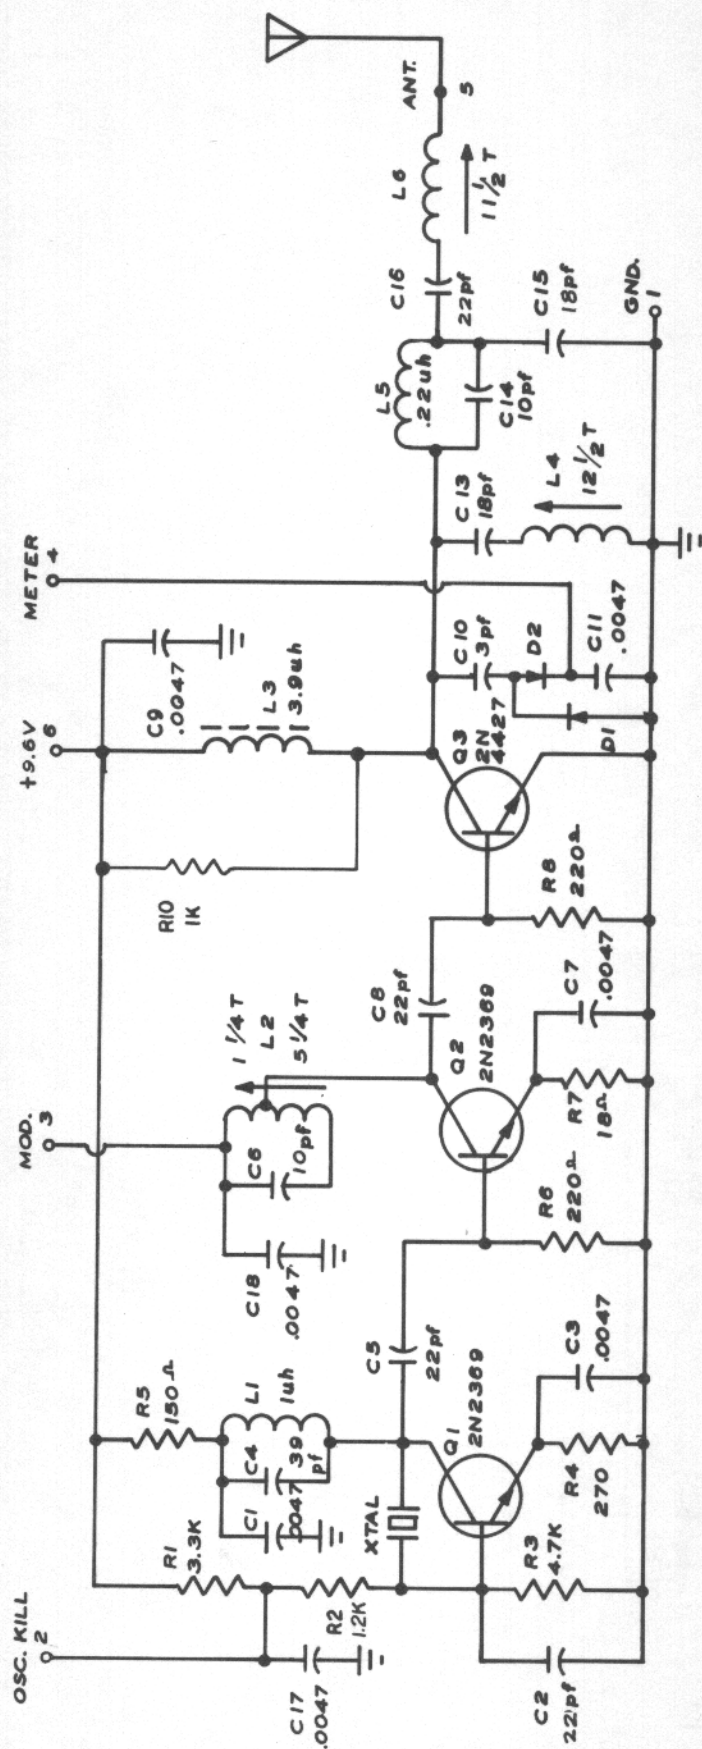 OSC. KILL
2
MOD.
3
+9.6V
6
METER
4
ANT.
5
GND.
1
C17
.0047
R1
3.3K
R2
1.2K
C1
.0047
C4
39
pf
L1
1uh
R5
150Ω
XTAL
C2
22pf
R3
4.7K
Q1
2N2369
R4
270
C3
.0047
C5
22pf
C18
.0047
C6
10pf
1 1/4 T
L2
5 1/4 T
R6
220Ω
Q2
2N2369
R7
18Ω
C7
.0047
C8
22pf
R10
1K
C9
.0047
L3
3.9uh
R8
220Ω
Q3
2N
4427
D1
C10
3pf
D2
C11
.0047
C13
18pf
L4
12 1/2 T
L5
.22uh
C14
10pf
C15
18pf
C16
22pf
L6
11 1/2 T